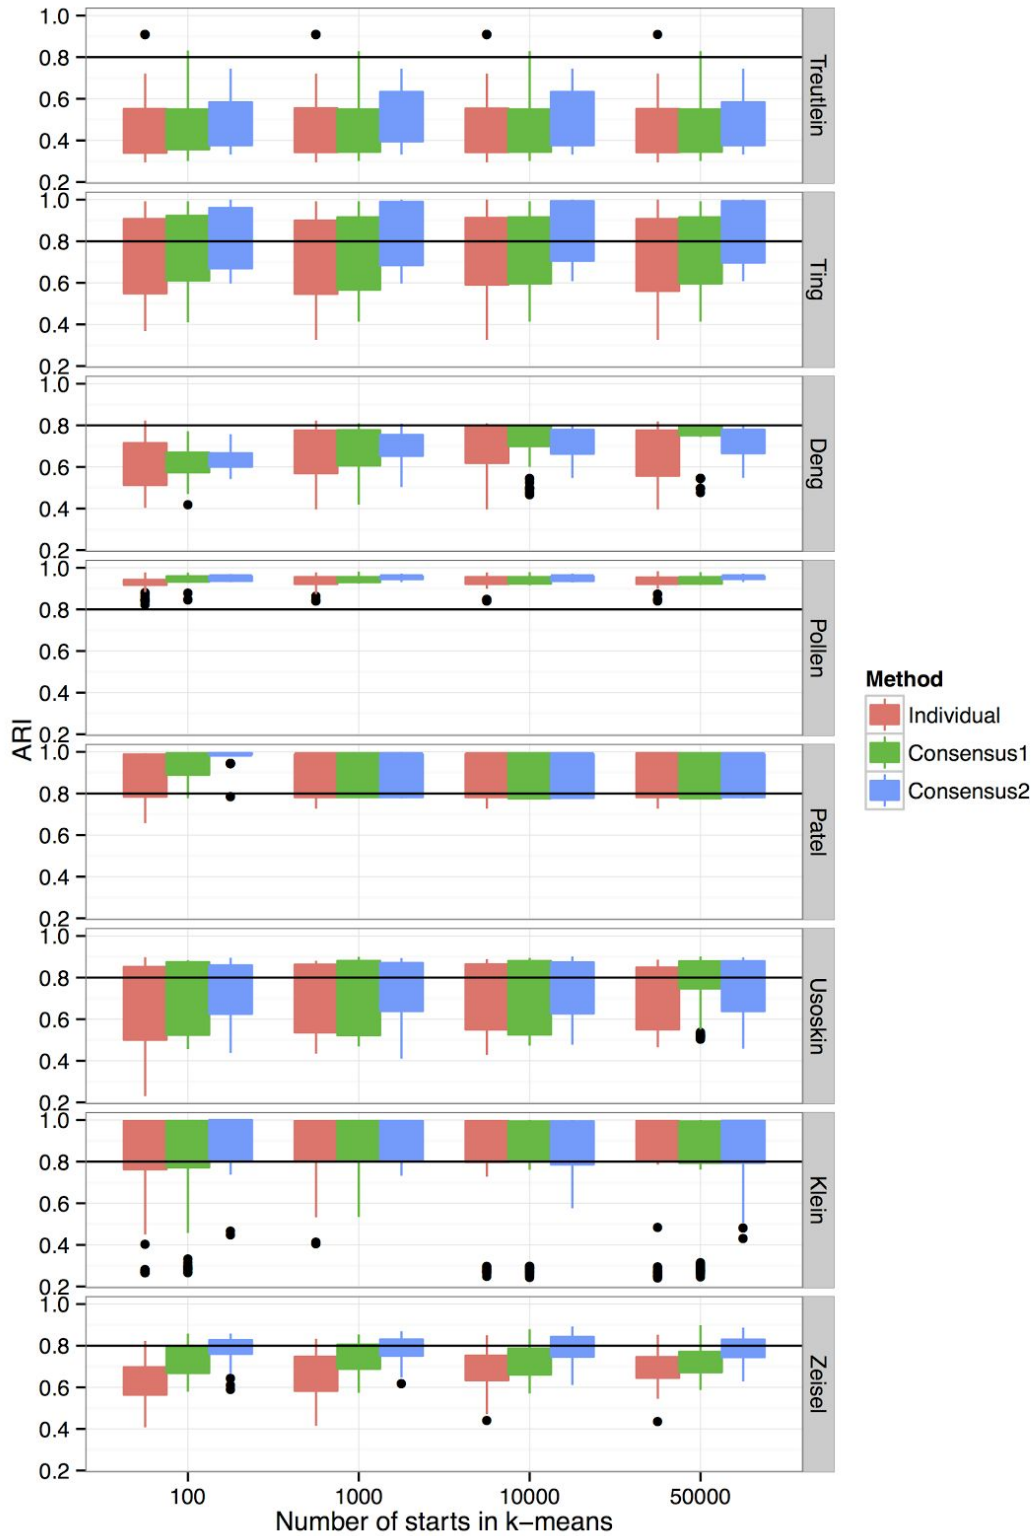 1.0
0.8
0.6
0.4
0.2
Treutlein
1.0
0.8
0.6
0.4
0.2
Ting
1.0
0.8
0.6
0.4
0.2
Deng
1.0
0.8
0.6
0.4
0.2
Pollen
1.0
0.8
0.6
0.4
0.2
Patel
1.0
0.8
0.6
0.4
0.2
Usoskin
1.0
0.8
0.6
0.4
0.2
Klein
1.0
0.8
0.6
0.4
0.2
Zeisel
ARI
100 1000 10000 50000
Number of starts in k−means
Method
Individual
Consensus1
Consensus2